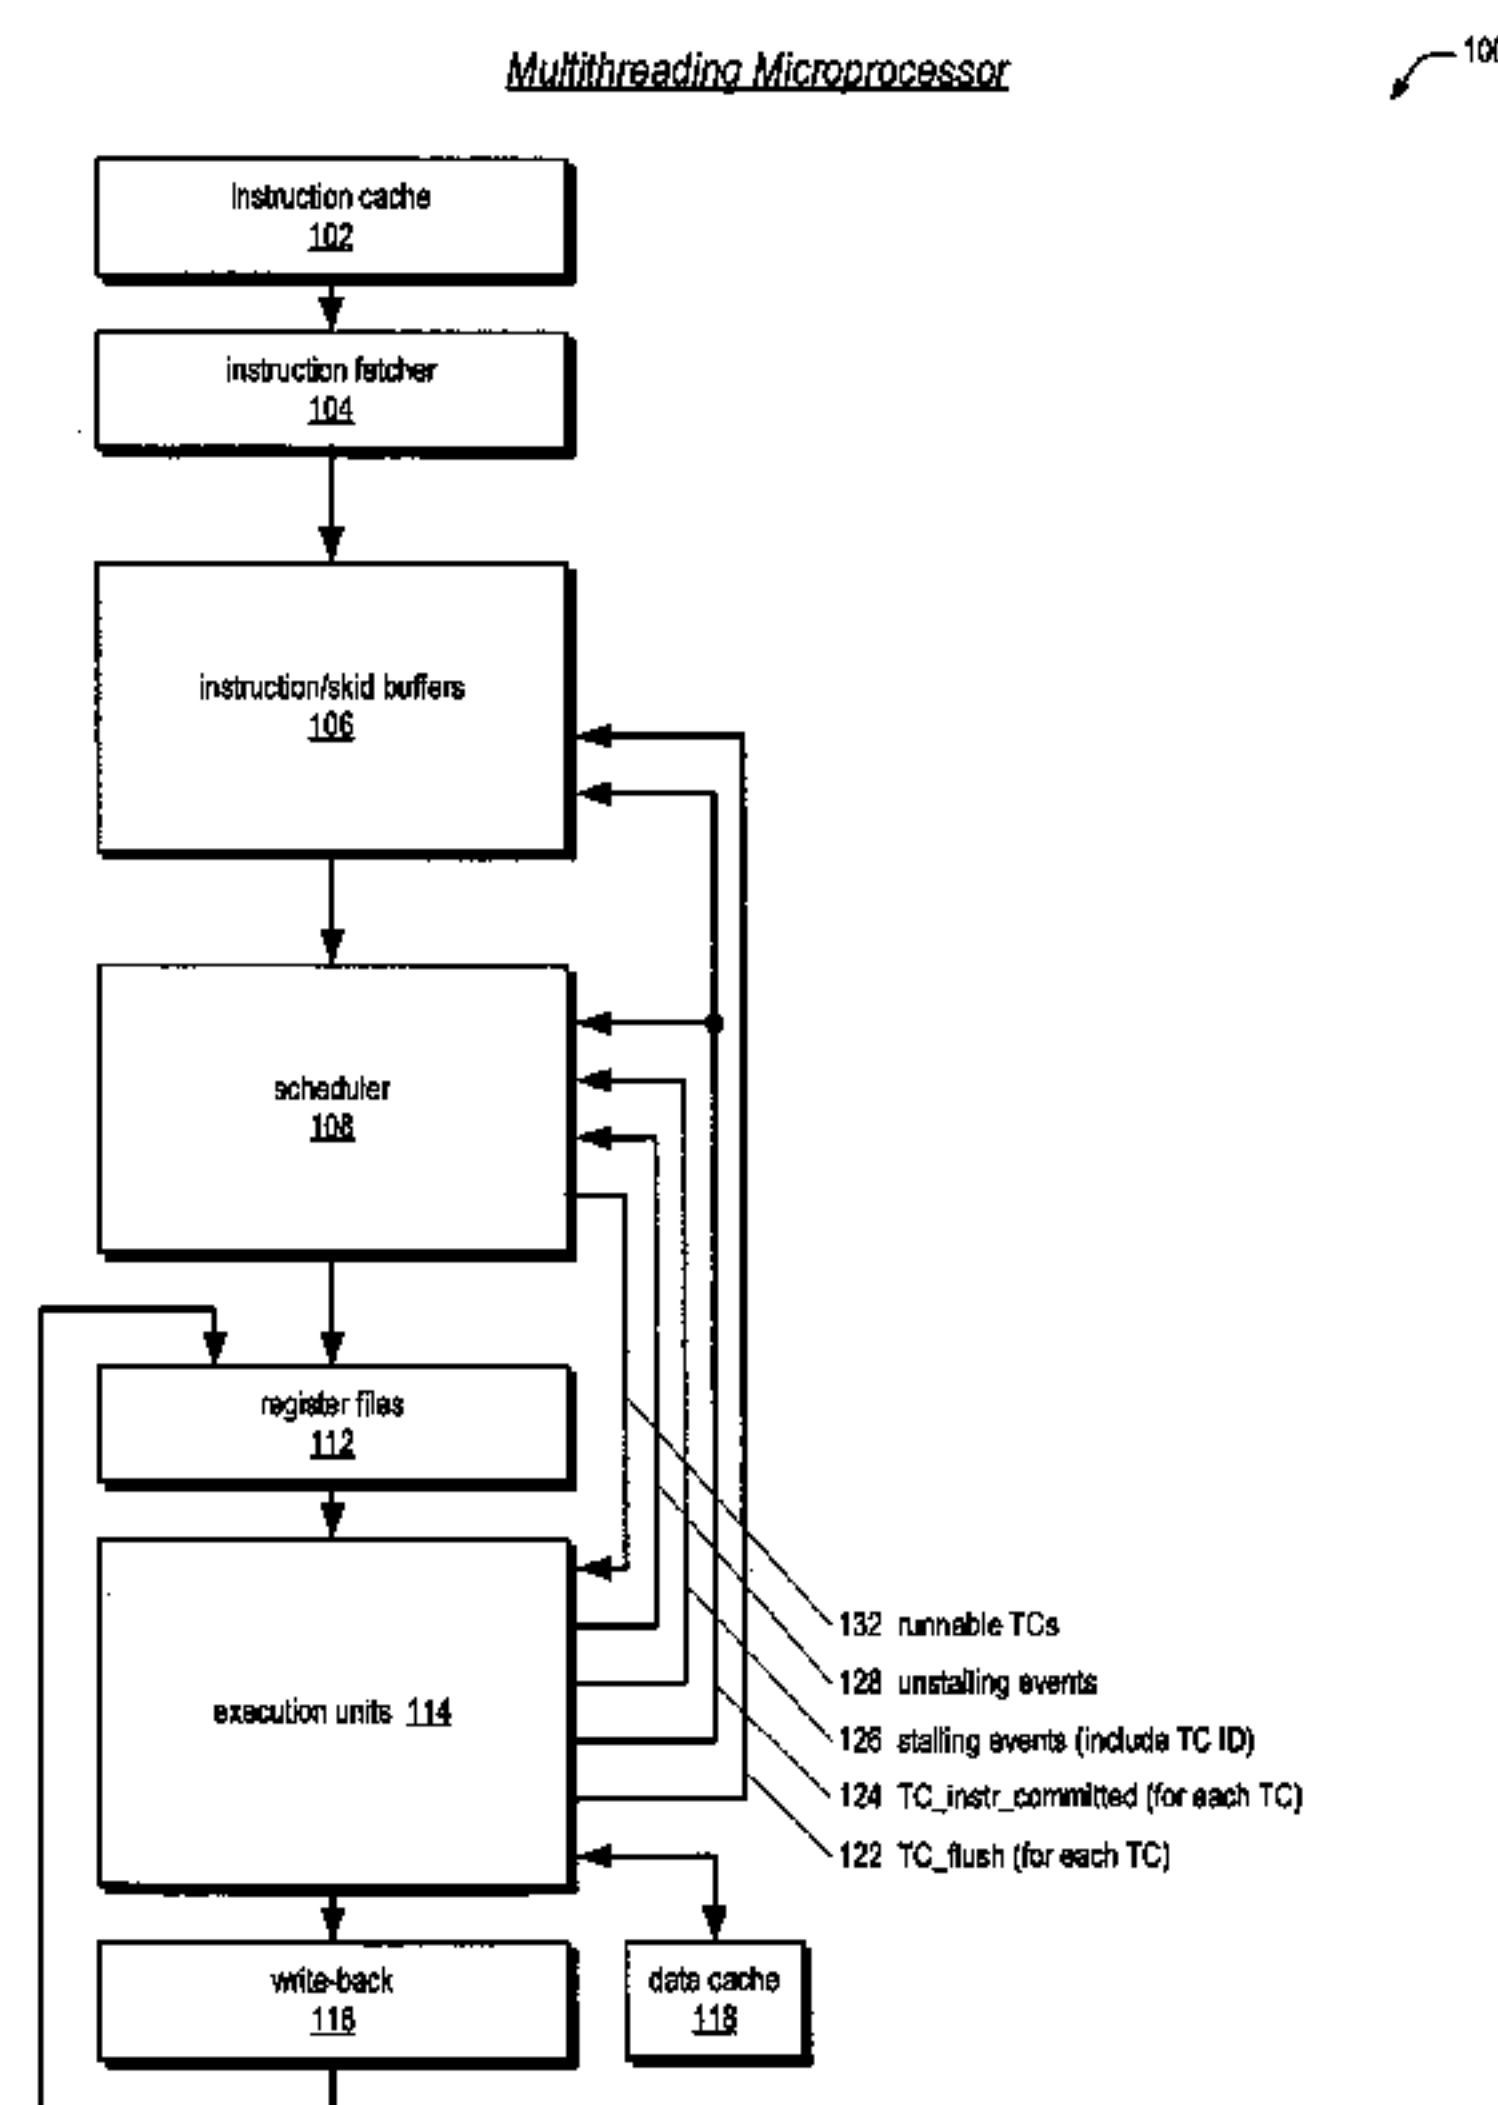 Multithreading Microprocessor
100
instruction cache
102
instruction fetcher
104
instruction/skid buffers
106
scheduler
108
register files
112
execution units 114
132 runnable TCs
128 unstalling events
126 stalling events (include TC ID)
124 TC_instr_committed (for each TC)
122 TC_flush (for each TC)
write-back
116
data cache
118